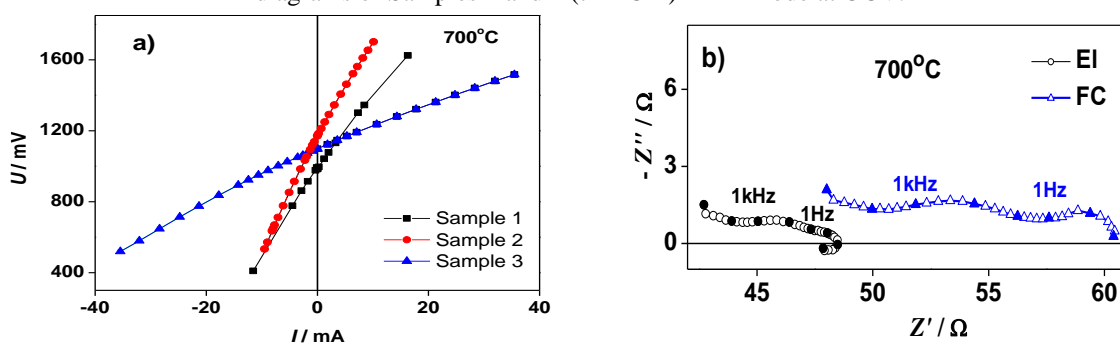 a)
700°C
U / mV
1600
1200
800
400
Sample 1
Sample 2
Sample 3
-40
-20
0
20
40
I / mA
b)
700°C
EI
FC
- Z'' / Ω
6
3
0
1kHz
1Hz
1kHz
1Hz
45
50
55
60
Z' / Ω